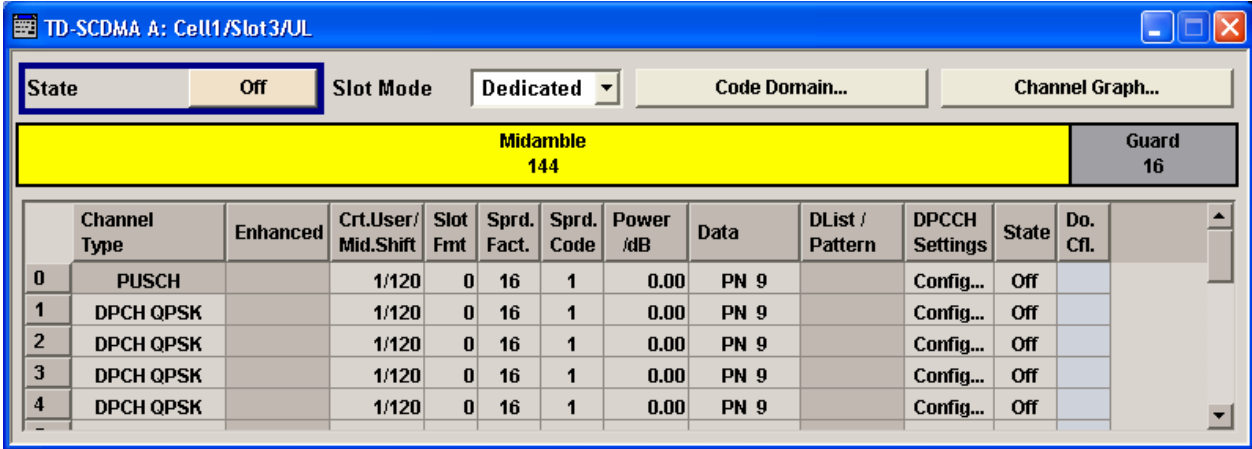 TD-SCDMA A: Cell1/Slot3/UL
State Off Slot Mode Dedicated Code Domain... Channel Graph...
Midamble Guard
144 16
Channel Crt.User/ Slot Sprd. Sprd. Power DList / DPCCH Do.
Type Enhanced Mid.Shift Fmt Fact. Code /dB Data Pattern Settings State Cfl.
0 PUSCH 1/120 0 16 1 0.00 PN 9 Config... Off
1 DPCH QPSK 1/120 0 16 1 0.00 PN 9 Config... Off
2 DPCH QPSK 1/120 0 16 1 0.00 PN 9 Config... Off
3 DPCH QPSK 1/120 0 16 1 0.00 PN 9 Config... Off
4 DPCH QPSK 1/120 0 16 1 0.00 PN 9 Config... Off